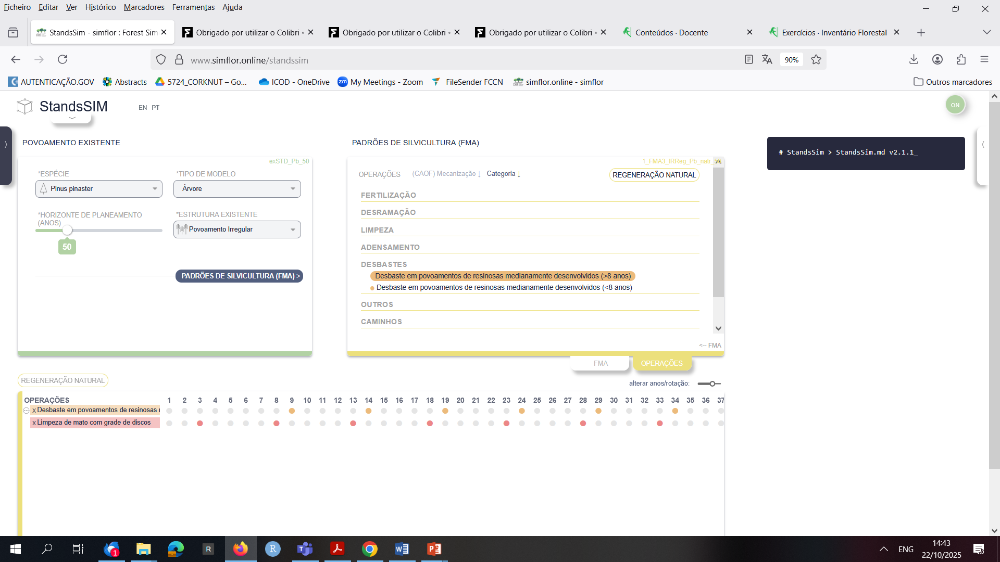 Ficheiro Editar Ver Histórico Marcadores Ferramentas Ajuda
StandsSim - simflor : Forest Sim
Obrigado por utilizar o Colibri •
Obrigado por utilizar o Colibri •
Obrigado por utilizar o Colibri •
Conteúdos · Docente
Exercícios · Inventário Florestal
www.simflor.online/standssim
90%
AUTENTICAÇÃO.GOV
Abstracts
5724_CORKNUT – Go...
ICOD - OneDrive
zm My Meetings - Zoom
FileSender FCCN
simflor.online - simflor
Outros marcadores
StandsSIM
EN PT
ON
POVOAMENTO EXISTENTE
exSTD_Pb_50
*ESPÉCIE
Pinus pinaster
*TIPO DE MODELO
Árvore
*HORIZONTE DE PLANEAMENTO
(ANOS)
50
*ESTRUTURA EXISTENTE
Povoamento Irregular
PADRÕES DE SILVICULTURA (FMA) >
PADRÕES DE SILVICULTURA (FMA)
1_FMA3_IRReg_Pb_natr_
OPERAÇÕES (CAOF) Mecanização ↓ Categoria ↓
REGENERAÇÃO NATURAL
FERTILIZAÇÃO
DESRAMAÇÃO
LIMPEZA
ADENSAMENTO
DESBASTES
Desbaste em povoamentos de resinosas medianamente desenvolvidos (>8 anos)
Desbaste em povoamentos de resinosas medianamente desenvolvidos (<8 anos)
OUTROS
CAMINHOS
<-- FMA
FMA
OPERAÇÕES
# StandsSim > StandsSim.md v2.1.1_
REGENERAÇÃO NATURAL
alterar anos/rotação:
OPERAÇÕES 1 2 3 4 5 6 7 8 9 10 11 12 13 14 15 16 17 18 19 20 21 22 23 24 25 26 27 28 29 30 31 32 33 34 35 36 37
x Desbaste em povoamentos de resinosas
x Limpeza de mato com grade de discos
1
R
R
ENG
14:43
22/10/2025